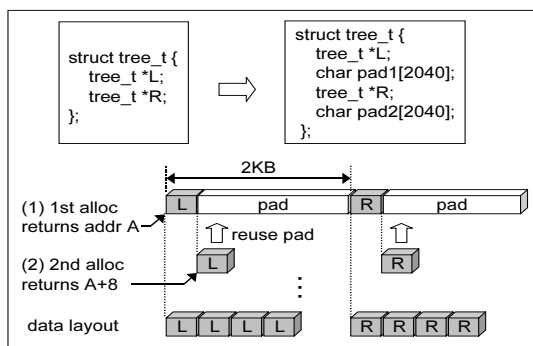 struct tree_t {
tree_t *L;
tree_t *R;
};
struct tree_t {
tree_t *L;
char pad1[2040];
tree_t *R;
char pad2[2040];
};
2KB
(1) 1st alloc
returns addr A
L
pad
R
pad
reuse pad
(2) 2nd alloc
returns A+8
L
R
data layout
L L L L
R R R R